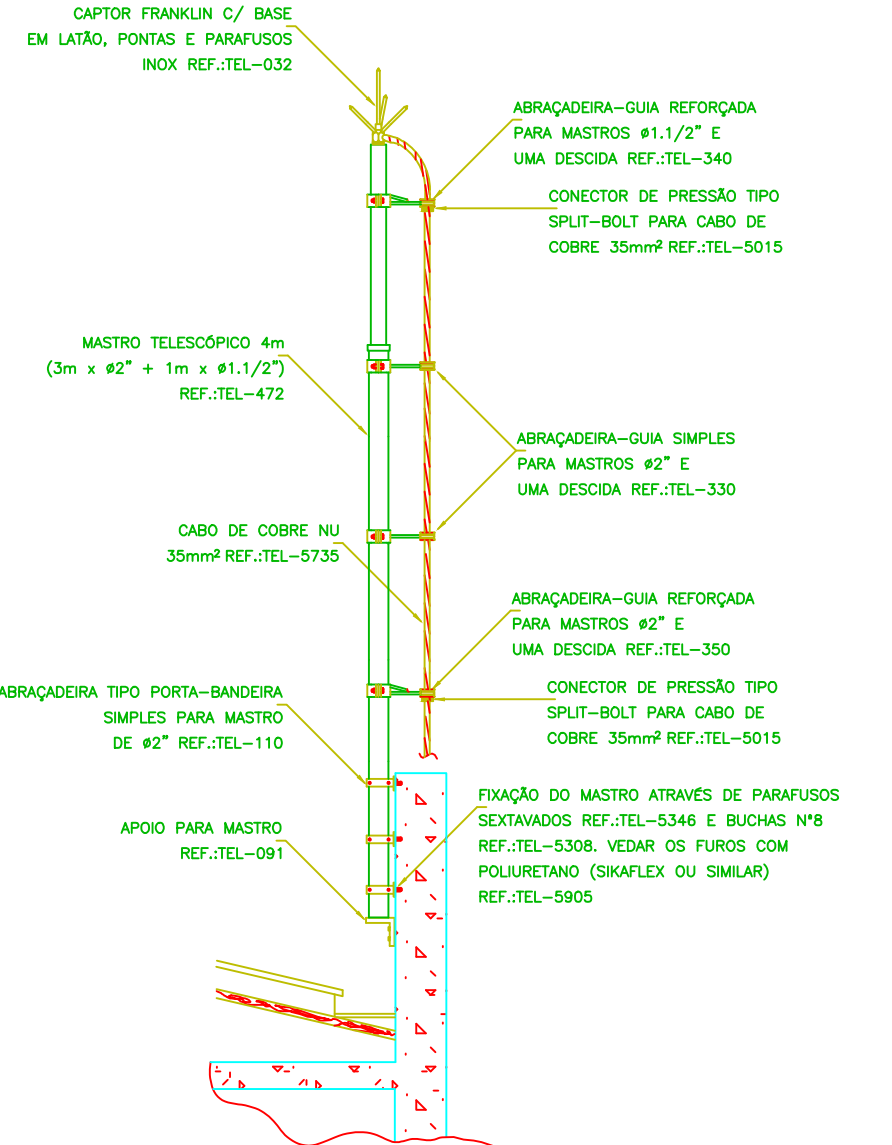 CAPTOR FRANKLIN C/ BASE
EM LATÃO, PONTAS E PARAFUSOS
INOX REF.:TEL-032
ABRAÇADEIRA-GUIA REFORÇADA
PARA MASTROS ø1.1/2" E
UMA DESCIDA REF.:TEL-340
CONECTOR DE PRESSÃO TIPO
SPLIT-BOLT PARA CABO DE
COBRE 35mm² REF.:TEL-5015
MASTRO TELESCÓPICO 4m
(3m x ø2" + 1m x ø1.1/2")
REF.:TEL-472
ABRAÇADEIRA-GUIA SIMPLES
PARA MASTROS ø2" E
UMA DESCIDA REF.:TEL-330
CABO DE COBRE NU
35mm² REF.:TEL-5735
ABRAÇADEIRA-GUIA REFORÇADA
PARA MASTROS ø2" E
UMA DESCIDA REF.:TEL-350
CONECTOR DE PRESSÃO TIPO
SPLIT-BOLT PARA CABO DE
COBRE 35mm² REF.:TEL-5015
ABRAÇADEIRA TIPO PORTA-BANDEIRA
SIMPLES PARA MASTRO
DE ø2" REF.:TEL-110
APOIO PARA MASTRO
REF.:TEL-091
FIXAÇÃO DO MASTRO ATRAVÉS DE PARAFUSOS
SEXTAVADOS REF.:TEL-5346 E BUCHAS N°8
REF.:TEL-5308. VEDAR OS FUROS COM
POLIURETANO (SIKAFLEX OU SIMILAR)
REF.:TEL-5905